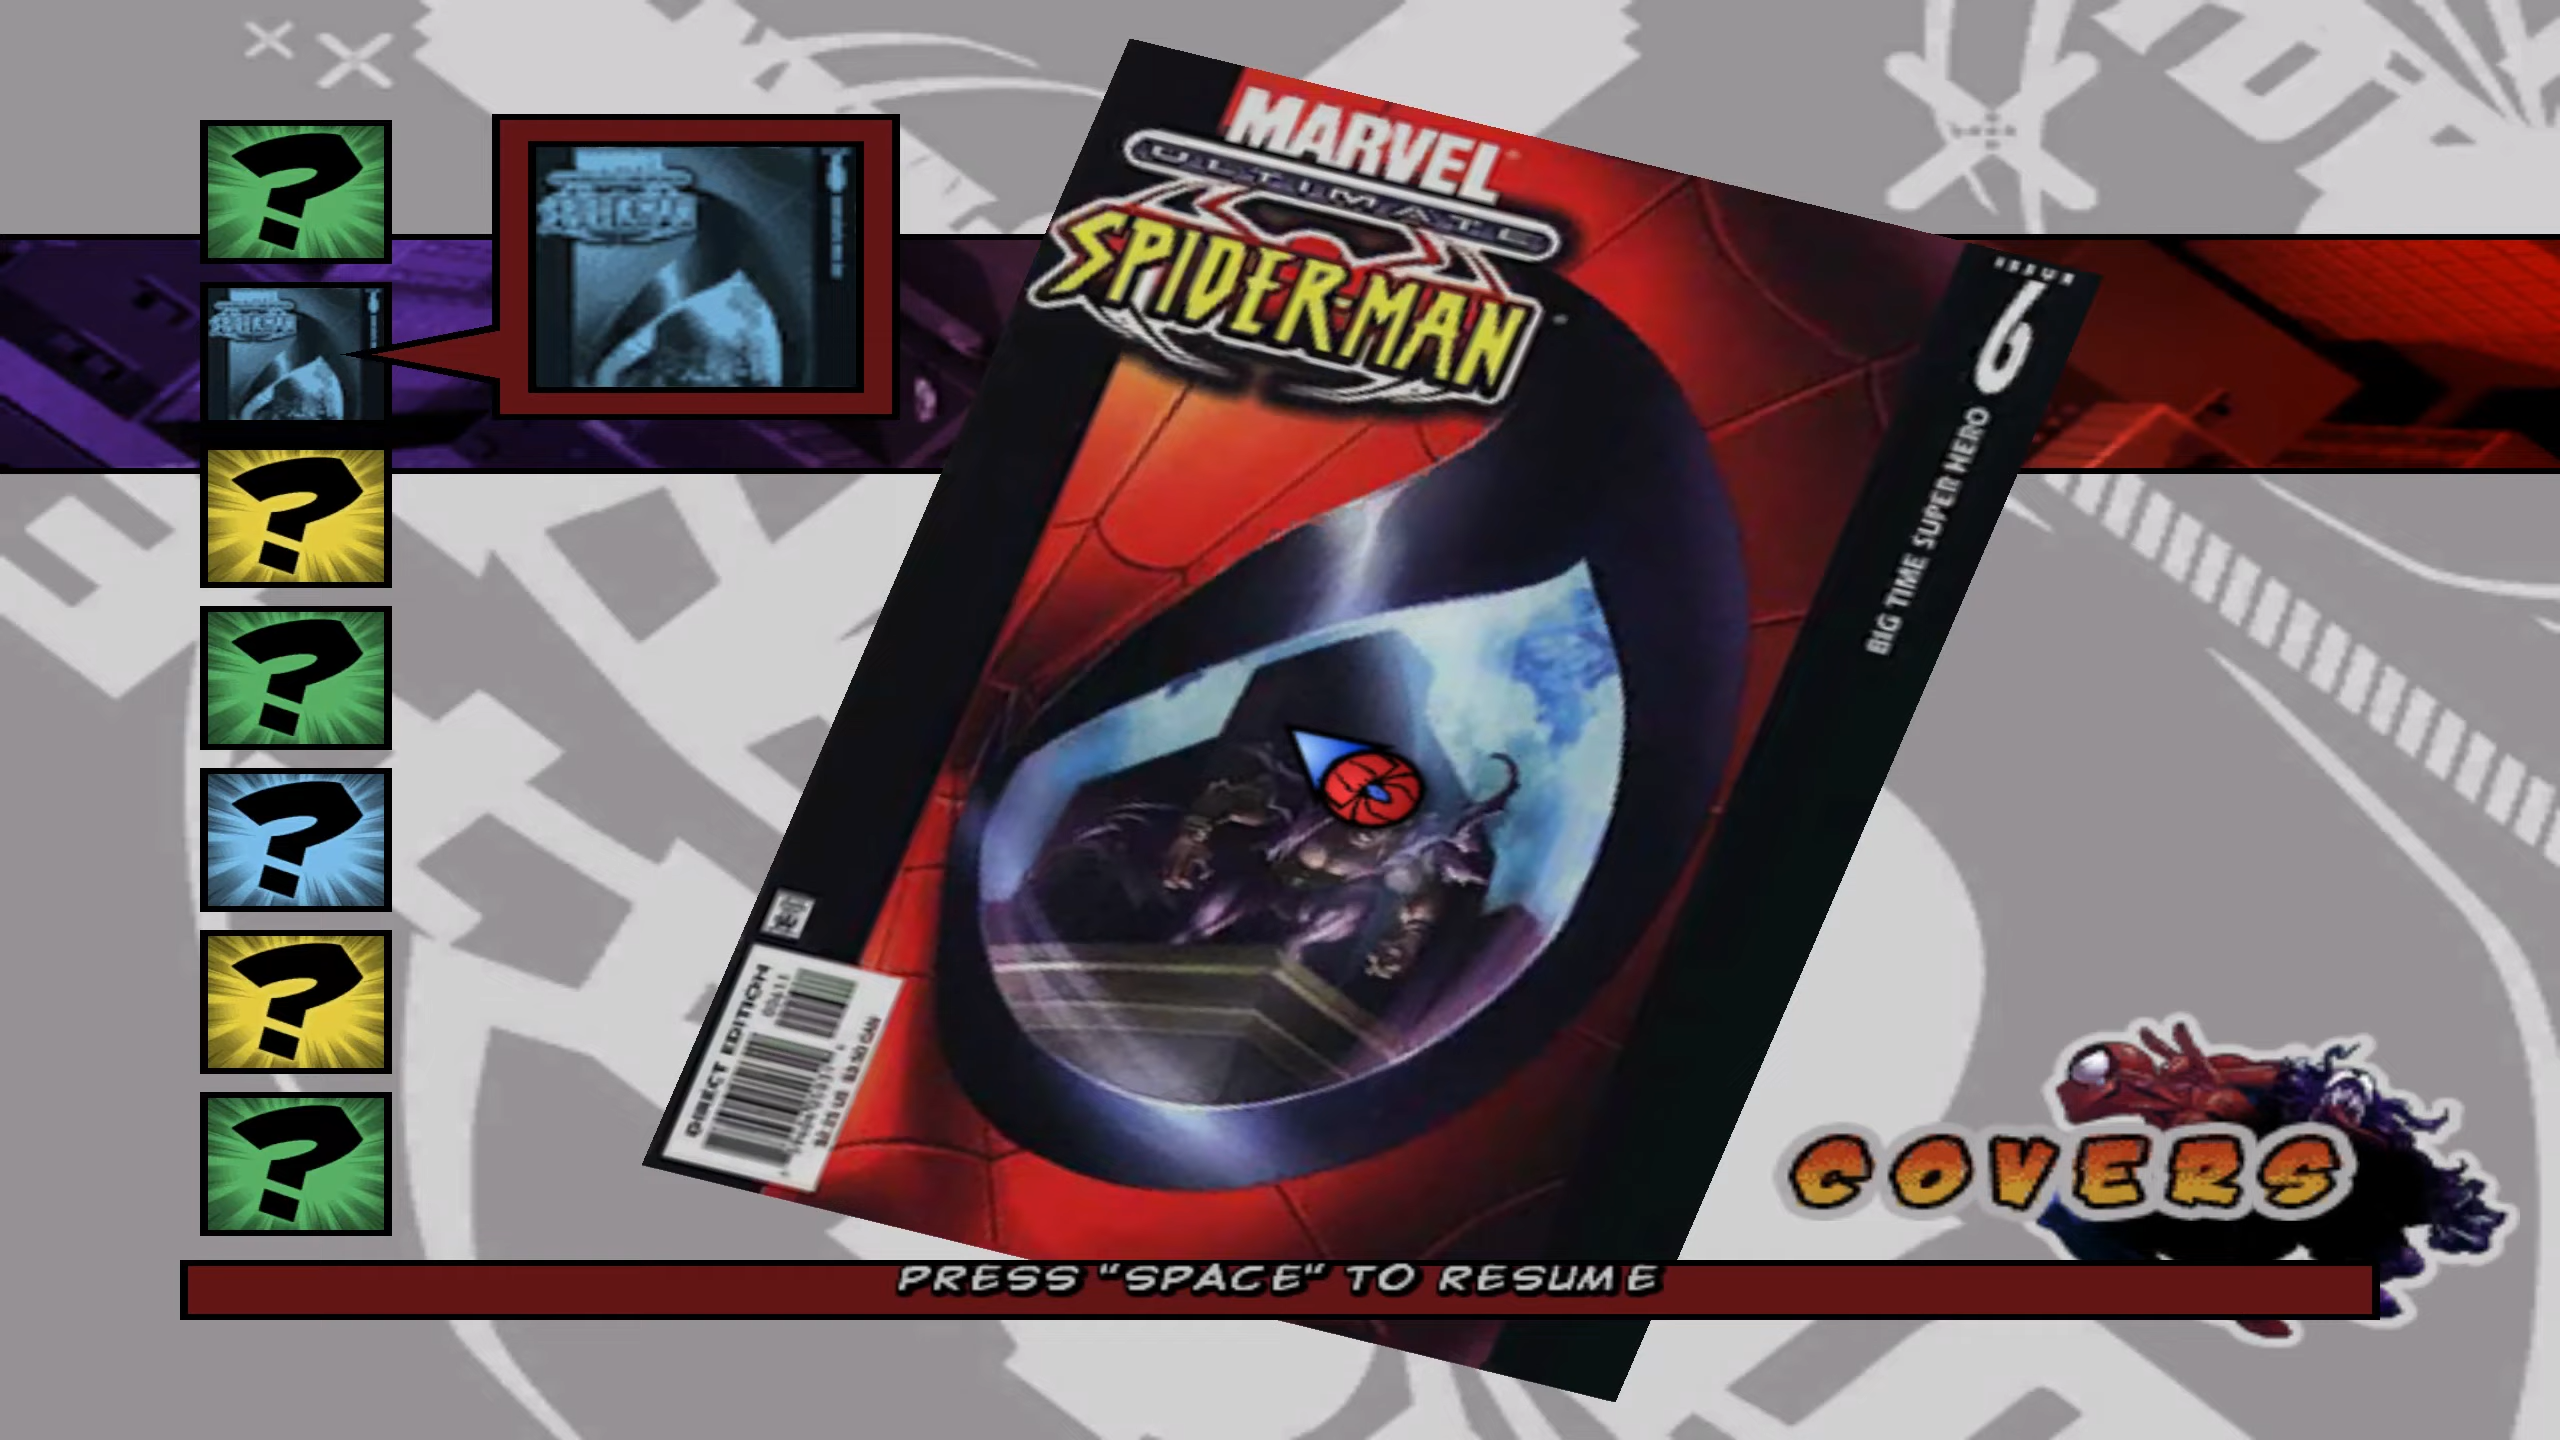 MARVEL
ULTIMATE
SPIDER-MAN
ISSUE
6
BIG TIME SUPER HERO
DIRECT EDITION
COVERS
PRESS "SPACE" TO RESUME